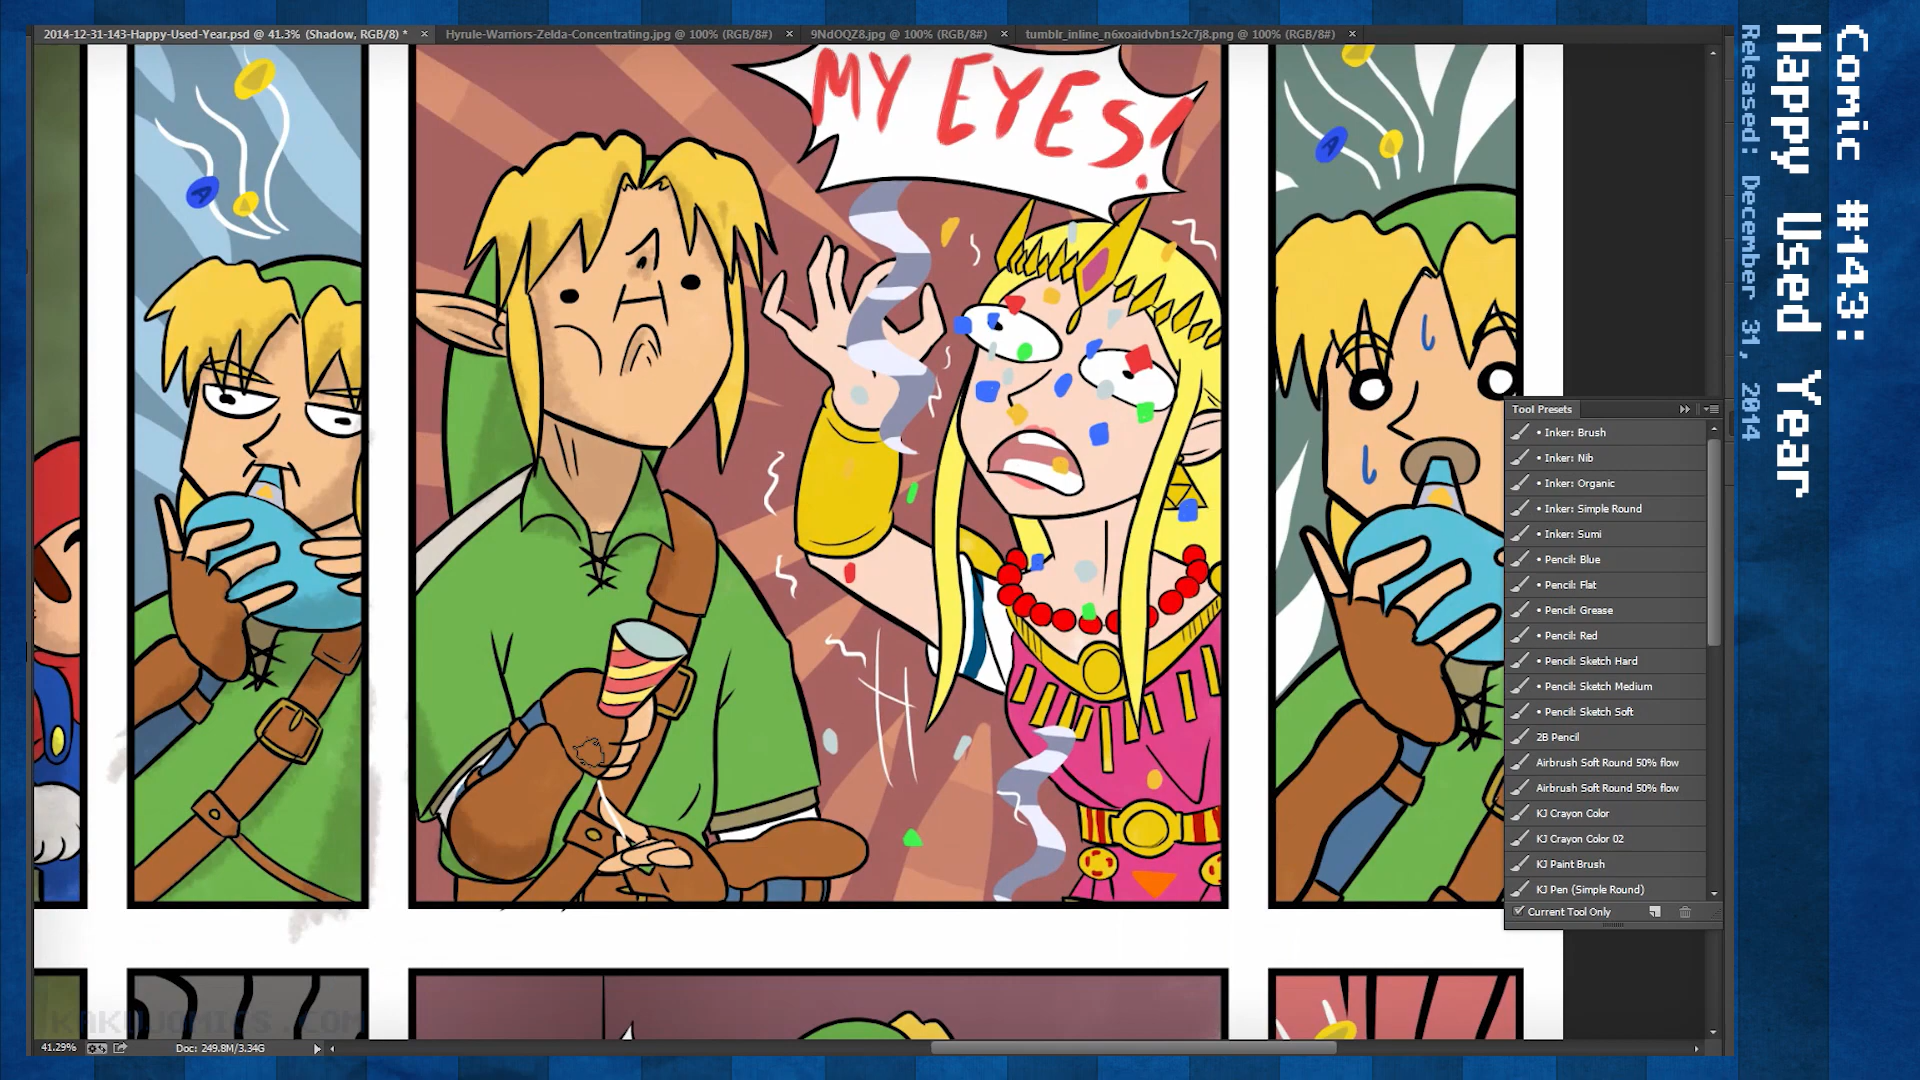 2014-12-31-143-Happy-Used-Year.psd @ 41.3% (Shadow, RGB/8) *
Hyrule-Warriors-Zelda-Concentrating.jpg @ 100% (RGB/8#)
9NdOQZ8.jpg @ 100% (RGB/8#)
tumblr_inline_n6xoaidvbn1s2c7j8.png @ 100% (RGB/8#)
Comic #143:
Happy Used Year
Released: December 31, 2014
MY EYES!
A
A
Tool Presets
• Inker: Brush
• Inker: Nib
• Inker: Organic
• Inker: Simple Round
• Inker: Sumi
• Pencil: Blue
• Pencil: Flat
• Pencil: Grease
• Pencil: Red
• Pencil: Sketch Hard
• Pencil: Sketch Medium
• Pencil: Sketch Soft
2B Pencil
Airbrush Soft Round 50% flow
Airbrush Soft Round 50% flow
KJ Crayon Color
KJ Crayon Color 02
KJ Paint Brush
KJ Pen (Simple Round)
Current Tool Only
KAKUJOMICS.COM
41.29%
Doc: 249.8M/3.34G